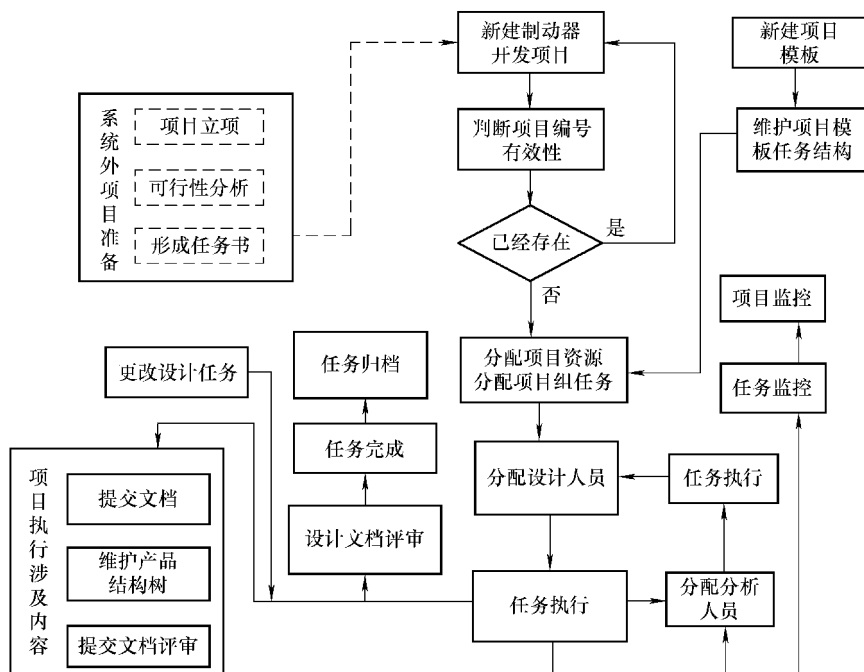 新建制动器
开发项目
新建项目
模板
系统外项目准备
项目立项
可行性分析
形成任务书
判断项目编号
有效性
维护项目模
板任务结构
已经存在
是
否
项目监控
任务归档
分配项目资源
分配项目组任务
更改设计任务
任务监控
任务完成
分配设计人员
任务执行
项目执行涉及内容
提交文档
维护产品
结构树
提交文档评审
设计文档评审
任务执行
分配分析
人员